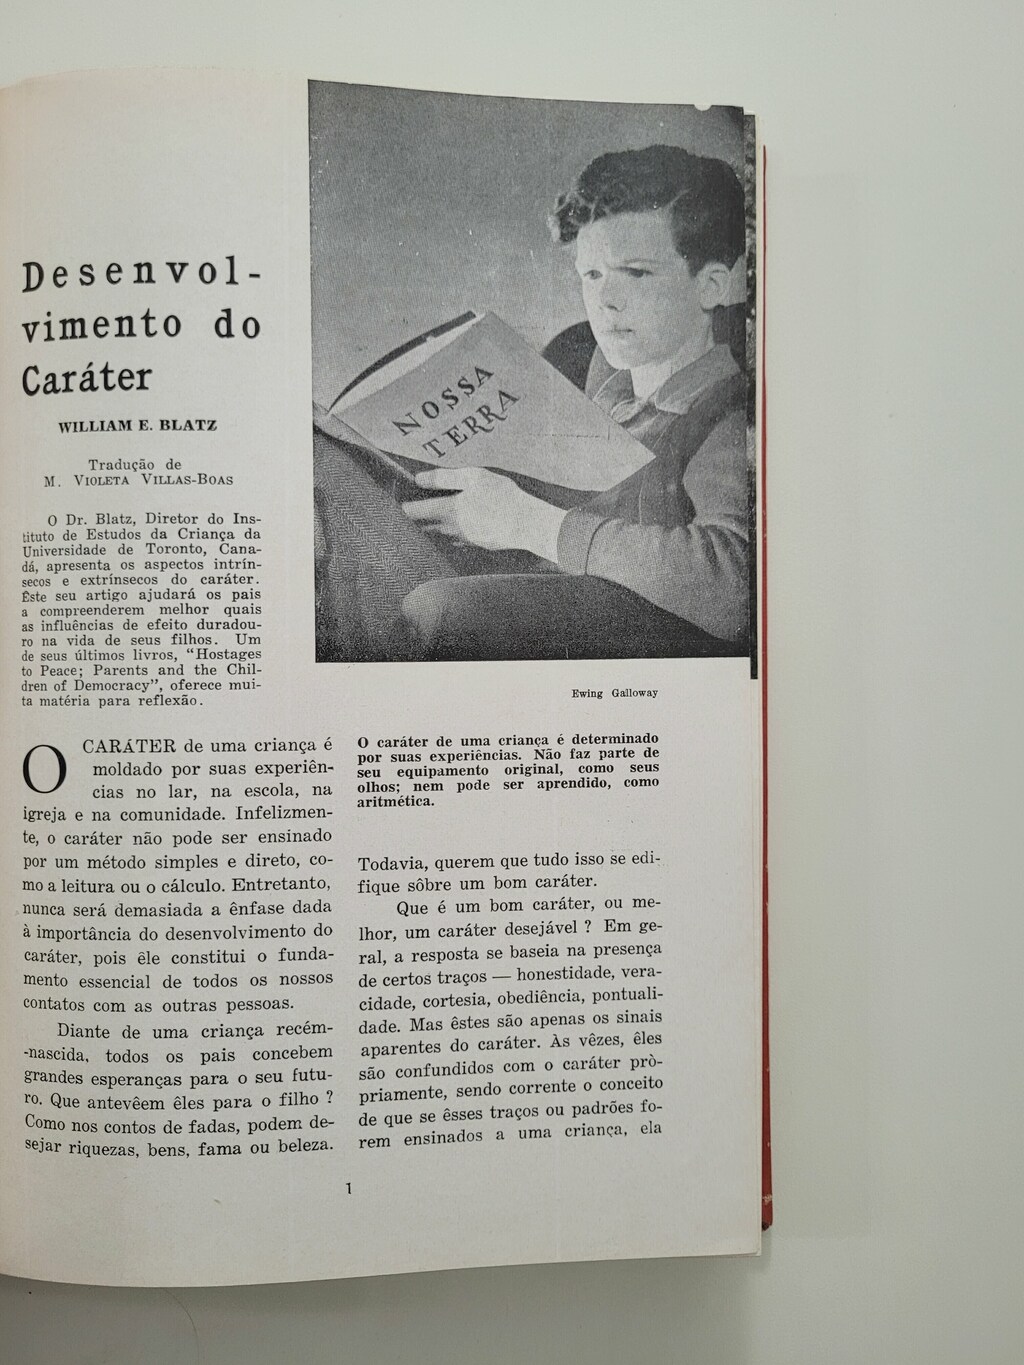 Desenvol-
vimento do
Caráter
WILLIAM E. BLATZ
Tradução de
M. VIOLETA VILLAS-BOAS
O Dr. Blatz, Diretor do Ins-
tituto de Estudos da Criança da
Universidade de Toronto, Cana-
dá, apresenta os aspectos intrín-
secos e extrínsecos do caráter.
Êste seu artigo ajudará os pais
a compreenderem melhor quais
as influências de efeito duradou-
ro na vida de seus filhos. Um
de seus últimos livros, "Hostages
to Peace; Parents and the Chil-
dren of Democracy", oferece mui-
ta matéria para reflexão.
NOSSA
TERRA
Ewing Galloway
O CARÁTER de uma criança é
moldado por suas experiên-
cias no lar, na escola, na
igreja e na comunidade. Infelizmen-
te, o caráter não pode ser ensinado
por um método simples e direto, co-
mo a leitura ou o cálculo. Entretanto,
nunca será demasiada a ênfase dada
à importância do desenvolvimento do
caráter, pois êle constitui o funda-
mento essencial de todos os nossos
contatos com as outras pessoas.
Diante de uma criança recém-
-nascida, todos os pais concebem
grandes esperanças para o seu futu-
ro. Que antevêem êles para o filho ?
Como nos contos de fadas, podem de-
sejar riquezas, bens, fama ou beleza.
O caráter de uma criança é determinado
por suas experiências. Não faz parte de
seu equipamento original, como seus
olhos; nem pode ser aprendido, como
aritmética.
Todavia, querem que tudo isso se edi-
fique sôbre um bom caráter.
Que é um bom caráter, ou me-
lhor, um caráter desejável ? Em ge-
ral, a resposta se baseia na presença
de certos traços — honestidade, vera-
cidade, cortesia, obediência, pontuali-
dade. Mas êstes são apenas os sinais
aparentes do caráter. Às vêzes, êles
são confundidos com o caráter prò-
priamente, sendo corrente o conceito
de que se êsses traços ou padrões fo-
rem ensinados a uma criança, ela
1